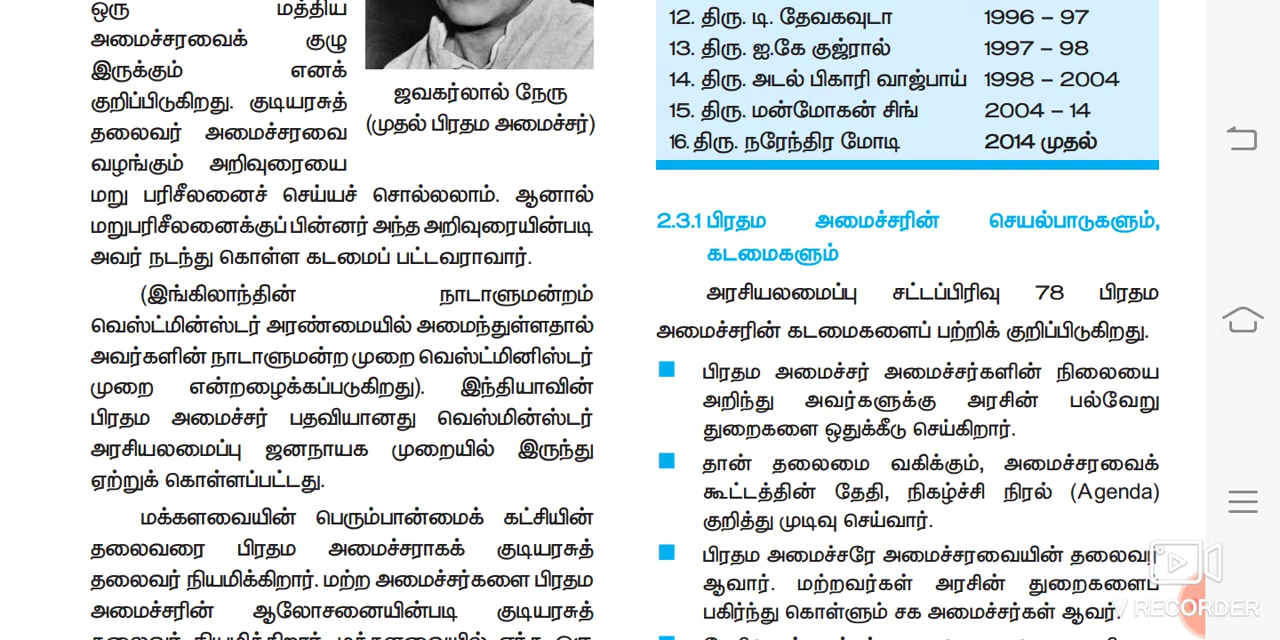 ஒரு மத்திய
அமைச்சரவைக் குழு
இருக்கும் எனக்
குறிப்பிடுகிறது. குடியரசுத்
தலைவர் அமைச்சரவை
வழங்கும் அறிவுரையை
மறு பரிசீலனைச் செய்யச் சொல்லலாம். ஆனால்
மறுபரிசீலனைக்குப் பின்னர் அந்த அறிவுரையின்படி
அவர் நடந்து கொள்ள கடமைப் பட்டவராவார்.
ஜவகர்லால் நேரு
(முதல் பிரதம அமைச்சர்)
(இங்கிலாந்தின் நாடாளுமன்றம்
வெஸ்ட்மின்ஸ்டர் அரண்மையில் அமைந்துள்ளதால்
அவர்களின் நாடாளுமன்ற முறை வெஸ்ட்மினிஸ்டர்
முறை என்றழைக்கப்படுகிறது). இந்தியாவின்
பிரதம அமைச்சர் பதவியானது வெஸ்மின்ஸ்டர்
அரசியலமைப்பு ஜனநாயக முறையில் இருந்து
ஏற்றுக் கொள்ளப்பட்டது.
மக்களவையின் பெரும்பான்மைக் கட்சியின்
தலைவரை பிரதம அமைச்சராகக் குடியரசுத்
தலைவர் நியமிக்கிறார். மற்ற அமைச்சர்களை பிரதம
அமைச்சரின் ஆலோசனையின்படி குடியரசுத்
12. திரு. டி. தேவகவுடா 1996 – 97
13. திரு. ஐ.கே குஜ்ரால் 1997 – 98
14. திரு. அடல் பிகாரி வாஜ்பாய் 1998 – 2004
15. திரு. மன்மோகன் சிங் 2004 – 14
16. திரு. நரேந்திர மோடி 2014 முதல்
2.3.1 பிரதம அமைச்சரின் செயல்பாடுகளும்,
கடமைகளும்
அரசியலமைப்பு சட்டப்பிரிவு 78 பிரதம
அமைச்சரின் கடமைகளைப் பற்றிக் குறிப்பிடுகிறது.
பிரதம அமைச்சர் அமைச்சர்களின் நிலையை
அறிந்து அவர்களுக்கு அரசின் பல்வேறு
துறைகளை ஒதுக்கீடு செய்கிறார்.
தான் தலைமை வகிக்கும், அமைச்சரவைக்
கூட்டத்தின் தேதி, நிகழ்ச்சி நிரல் (Agenda)
குறித்து முடிவு செய்வார்.
பிரதம அமைச்சரே அமைச்சரவையின் தலைவர்
ஆவார். மற்றவர்கள் அரசின் துறைகளைப்
பகிர்ந்து கொள்ளும் சக அமைச்சர்கள் ஆவர்.
V RECORDER